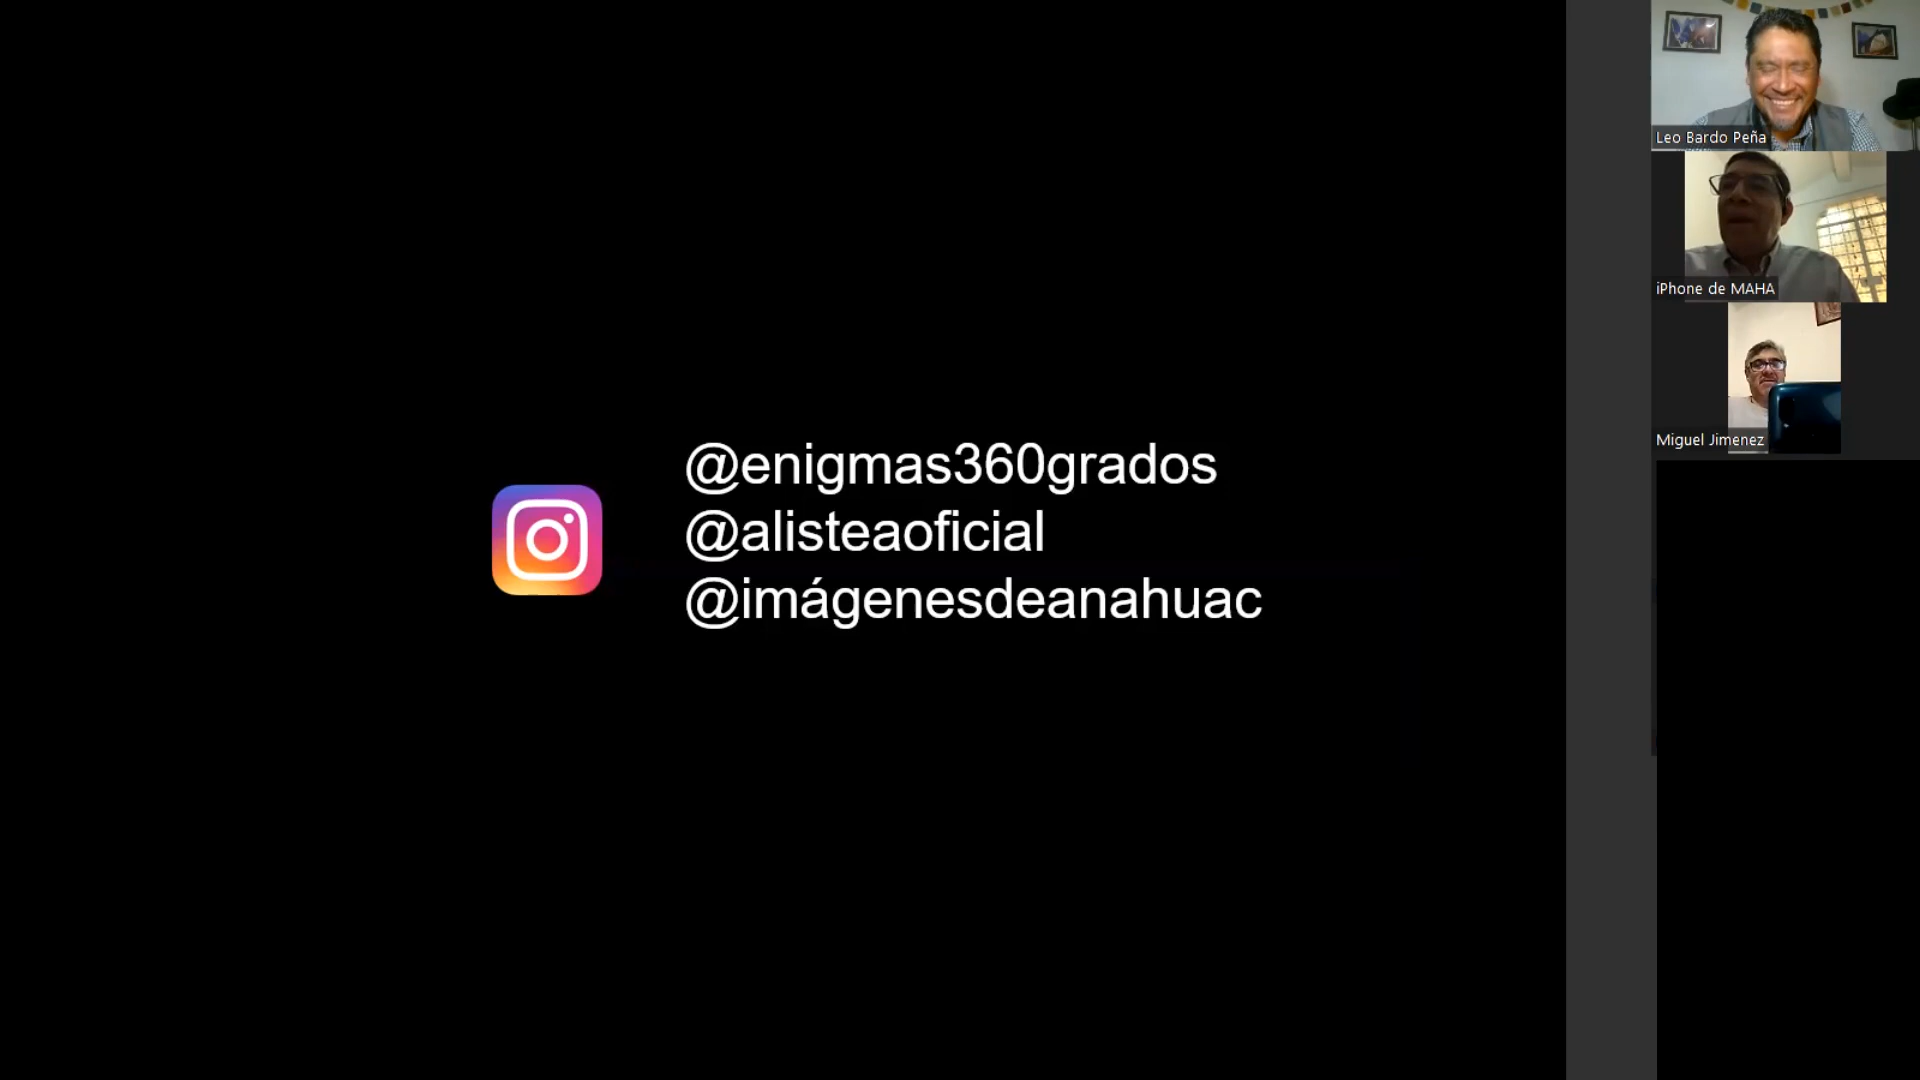 @enigmas360grados
@alisteaoficial
@imágenesdeanahuac
Leo Bardo Peña
iPhone de MAHA
Miguel Jimenez